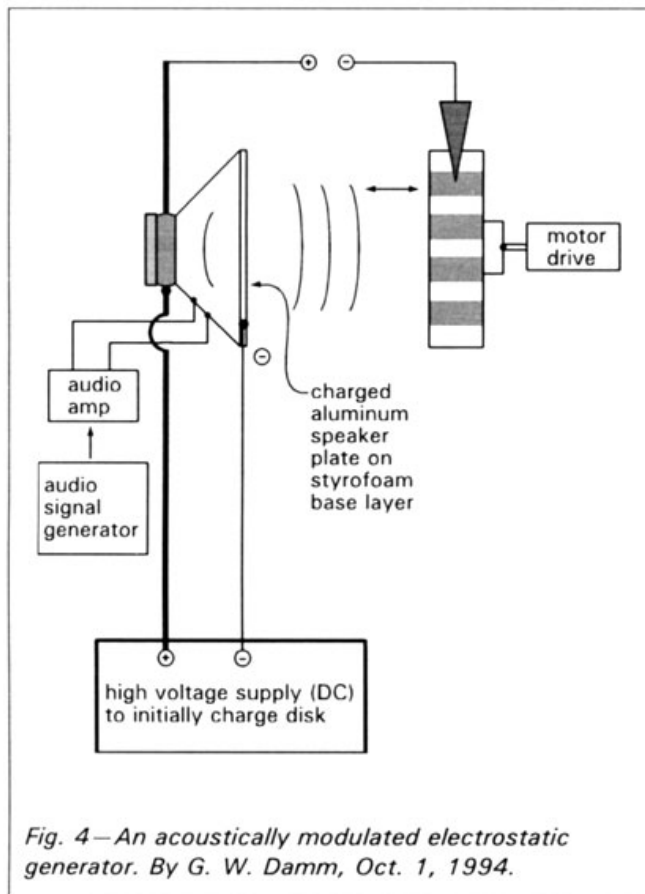 ⊕ ⊖
motor
drive
⊖
audio
amp
charged
aluminum
speaker
plate on
styrofoam
base layer
audio
signal
generator
⊕ ⊖
high voltage supply (DC)
to initially charge disk
Fig. 4—An acoustically modulated electrostatic
generator. By G. W. Damm, Oct. 1, 1994.